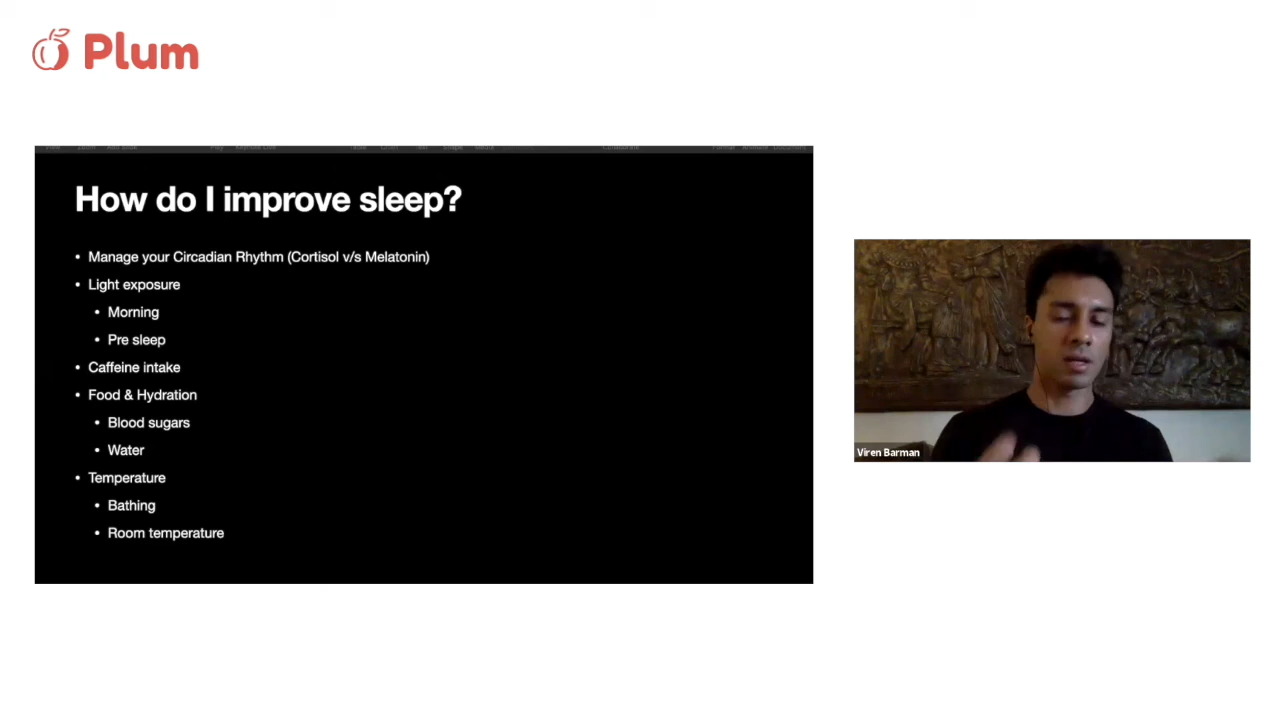 Plum
How do I improve sleep?
• Manage your Circadian Rhythm (Cortisol v/s Melatonin)
• Light exposure
• Morning
• Pre sleep
• Caffeine intake
• Food & Hydration
• Blood sugars
• Water
• Temperature
• Bathing
• Room temperature
Viren Barman